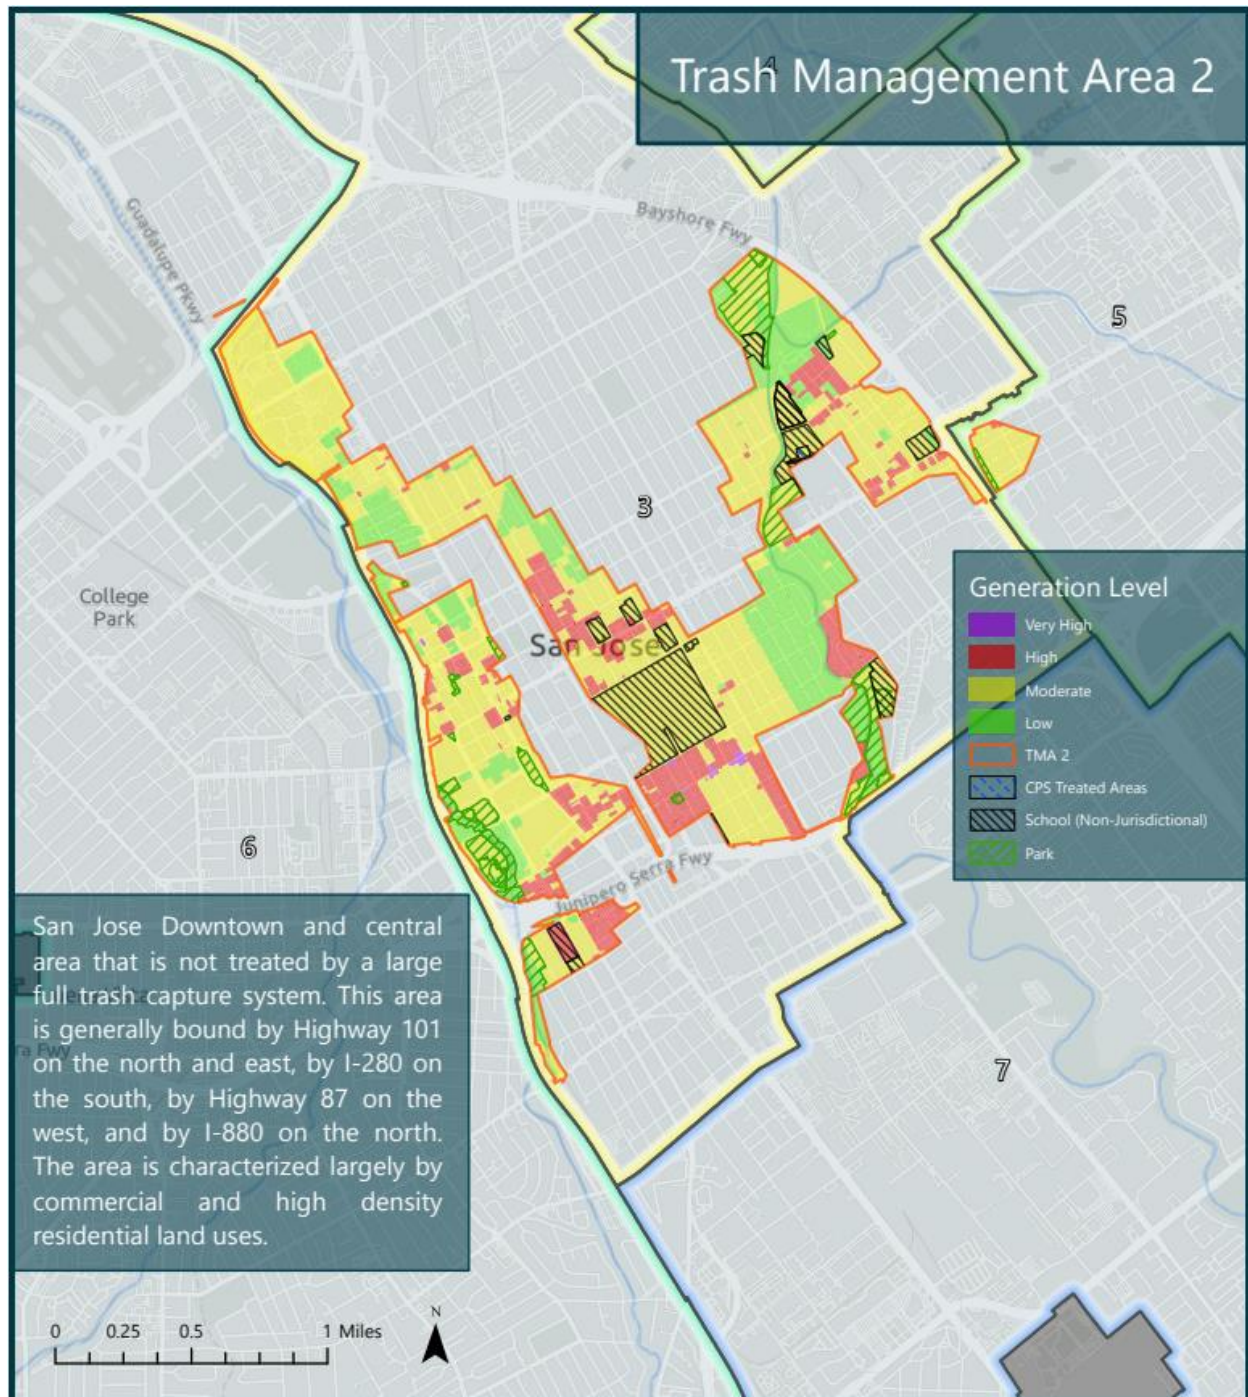 Trash Management Area 2
4
Bayshore Fwy
Guadalupe Pkwy
5
3
College
Park
San Jose
Generation Level
Very High
High
Moderate
Low
TMA 2
CPS Treated Areas
School (Non-Jurisdictional)
Park
6
Junipero Serra Fwy
San Jose Downtown and central
area that is not treated by a large
full trash capture system. This area
is generally bound by Highway 101
on the north and east, by I-280 on
the south, by Highway 87 on the
west, and by I-880 on the north.
The area is characterized largely by
commercial and high density
residential land uses.
7
N
0 0.25 0.5 1 Miles